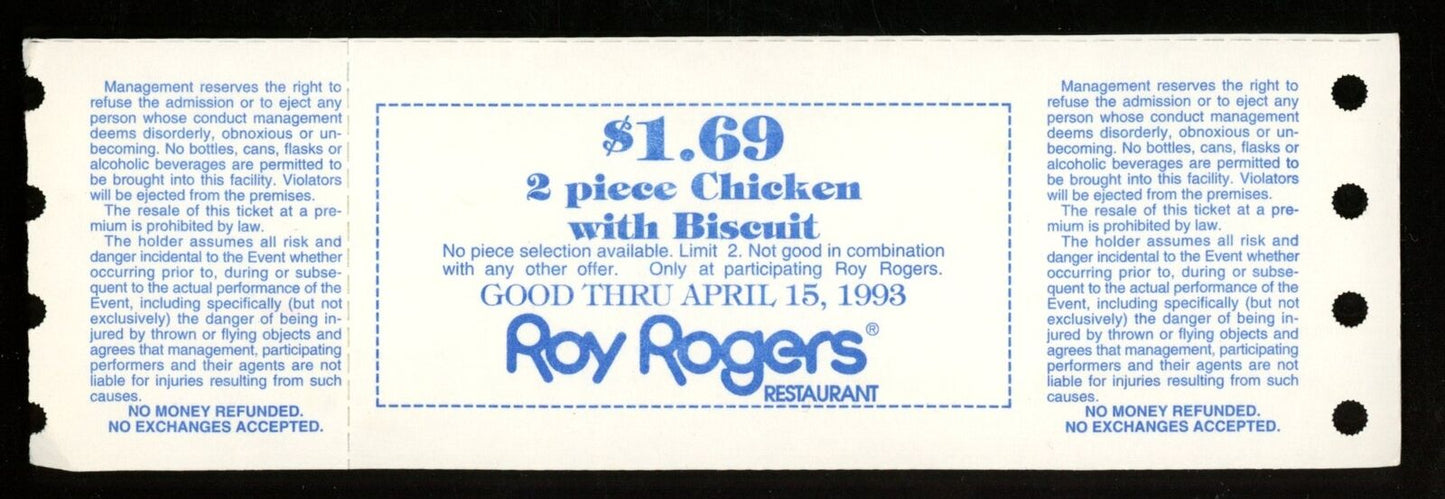 Management reserves the right to
refuse the admission or to eject any
person whose conduct management
deems disorderly, obnoxious or un-
becoming. No bottles, cans, flasks or
alcoholic beverages are permitted to
be brought into this facility. Violators
will be ejected from the premises.
The resale of this ticket at a pre-
mium is prohibited by law.
The holder assumes all risk and
danger incidental to the Event whether
occurring prior to, during or subse-
quent to the actual performance of the
Event, including specifically (but not
exclusively) the danger of being in-
jured by thrown or flying objects and
agrees that management, participating
performers and their agents are not
liable for injuries resulting from such
causes.
NO MONEY REFUNDED.
NO EXCHANGES ACCEPTED.
$1.69
2 piece Chicken
with Biscuit
No piece selection available. Limit 2. Not good in combination
with any other offer. Only at participating Roy Rogers.
GOOD THRU APRIL 15, 1993
Roy Rogers®
RESTAURANT
Management reserves the right to
refuse the admission or to eject any
person whose conduct management
deems disorderly, obnoxious or un-
becoming. No bottles, cans, flasks or
alcoholic beverages are permitted to
be brought into this facility. Violators
will be ejected from the premises.
The resale of this ticket at a pre-
mium is prohibited by law.
The holder assumes all risk and
danger incidental to the Event whether
occurring prior to, during or subse-
quent to the actual performance of the
Event, including specifically (but not
exclusively) the danger of being in-
jured by thrown or flying objects and
agrees that management, participating
performers and their agents are not
liable for injuries resulting from such
causes.
NO MONEY REFUNDED.
NO EXCHANGES ACCEPTED.